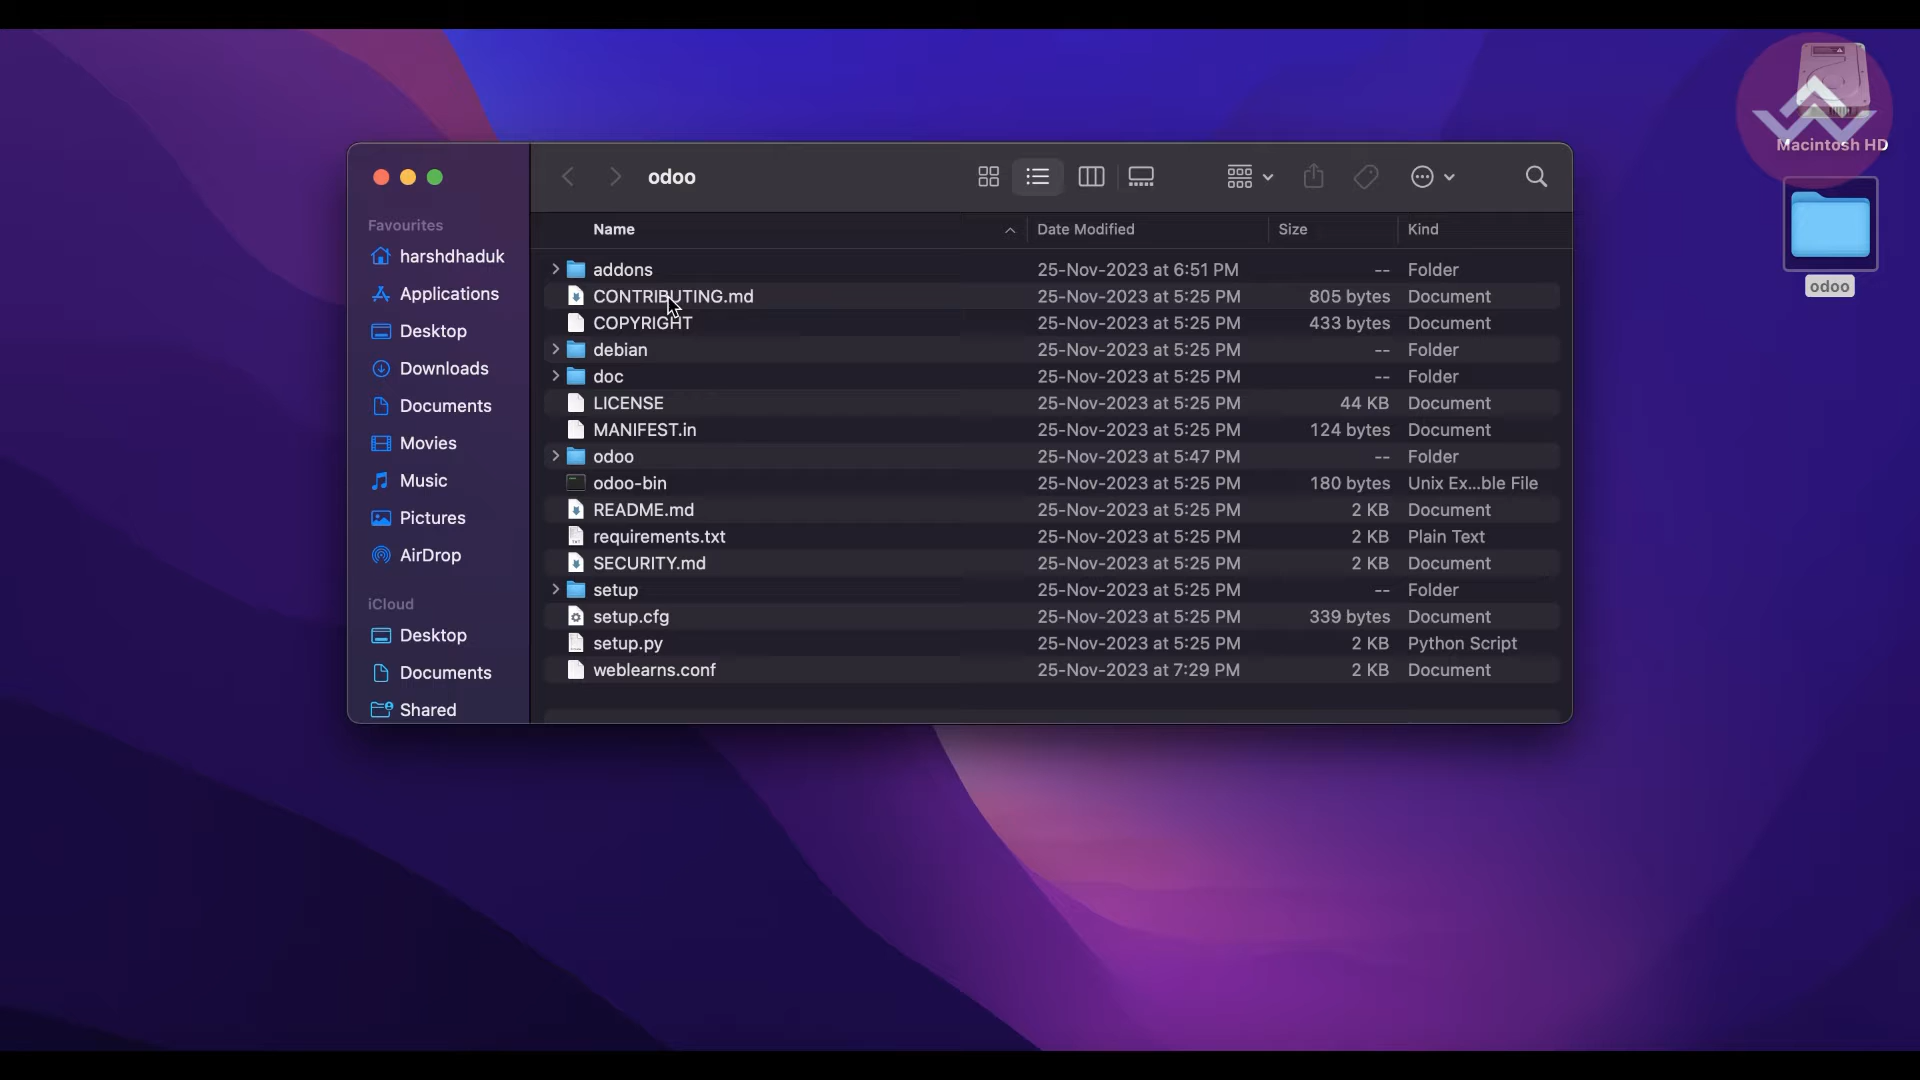 Macintosh HD
odoo
odoo
Favourites
harshdhaduk
Applications
Desktop
Downloads
Documents
Movies
Music
Pictures
AirDrop
iCloud
Desktop
Documents
Shared
Name Date Modified Size Kind
addons 25-Nov-2023 at 6:51 PM -- Folder
CONTRIBUTING.md 25-Nov-2023 at 5:25 PM 805 bytes Document
COPYRIGHT 25-Nov-2023 at 5:25 PM 433 bytes Document
debian 25-Nov-2023 at 5:25 PM -- Folder
doc 25-Nov-2023 at 5:25 PM -- Folder
LICENSE 25-Nov-2023 at 5:25 PM 44 KB Document
MANIFEST.in 25-Nov-2023 at 5:25 PM 124 bytes Document
odoo 25-Nov-2023 at 5:47 PM -- Folder
odoo-bin 25-Nov-2023 at 5:25 PM 180 bytes Unix Ex...ble File
README.md 25-Nov-2023 at 5:25 PM 2 KB Document
requirements.txt 25-Nov-2023 at 5:25 PM 2 KB Plain Text
SECURITY.md 25-Nov-2023 at 5:25 PM 2 KB Document
setup 25-Nov-2023 at 5:25 PM -- Folder
setup.cfg 25-Nov-2023 at 5:25 PM 339 bytes Document
setup.py 25-Nov-2023 at 5:25 PM 2 KB Python Script
weblearns.conf 25-Nov-2023 at 7:29 PM 2 KB Document